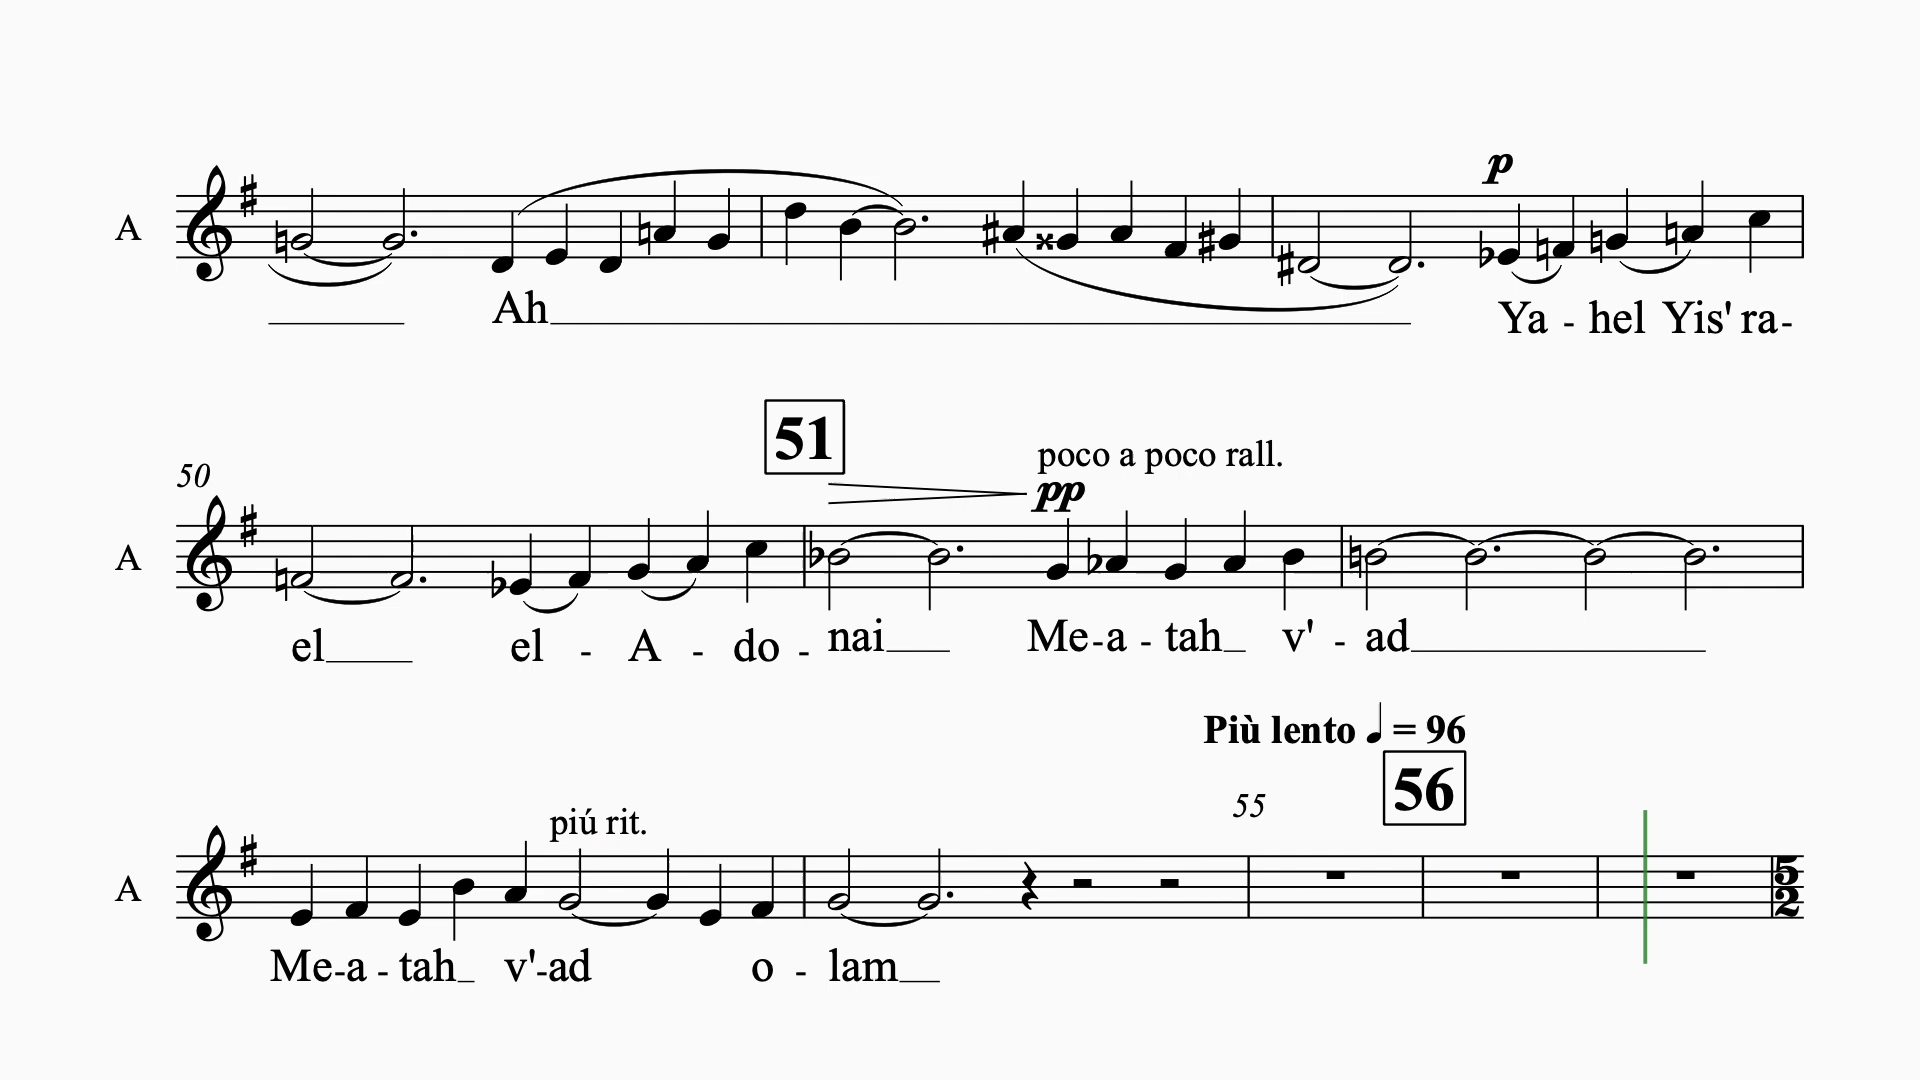 p
A
Ah Ya - hel Yis' ra-
51
50 poco a poco rall.
pp
A
el el - A - do - nai Me-a - tah v' - ad
Più lento ♩ = 96
56
55
piú rit.
A
5
2
Me-a - tah v'-ad o - lam